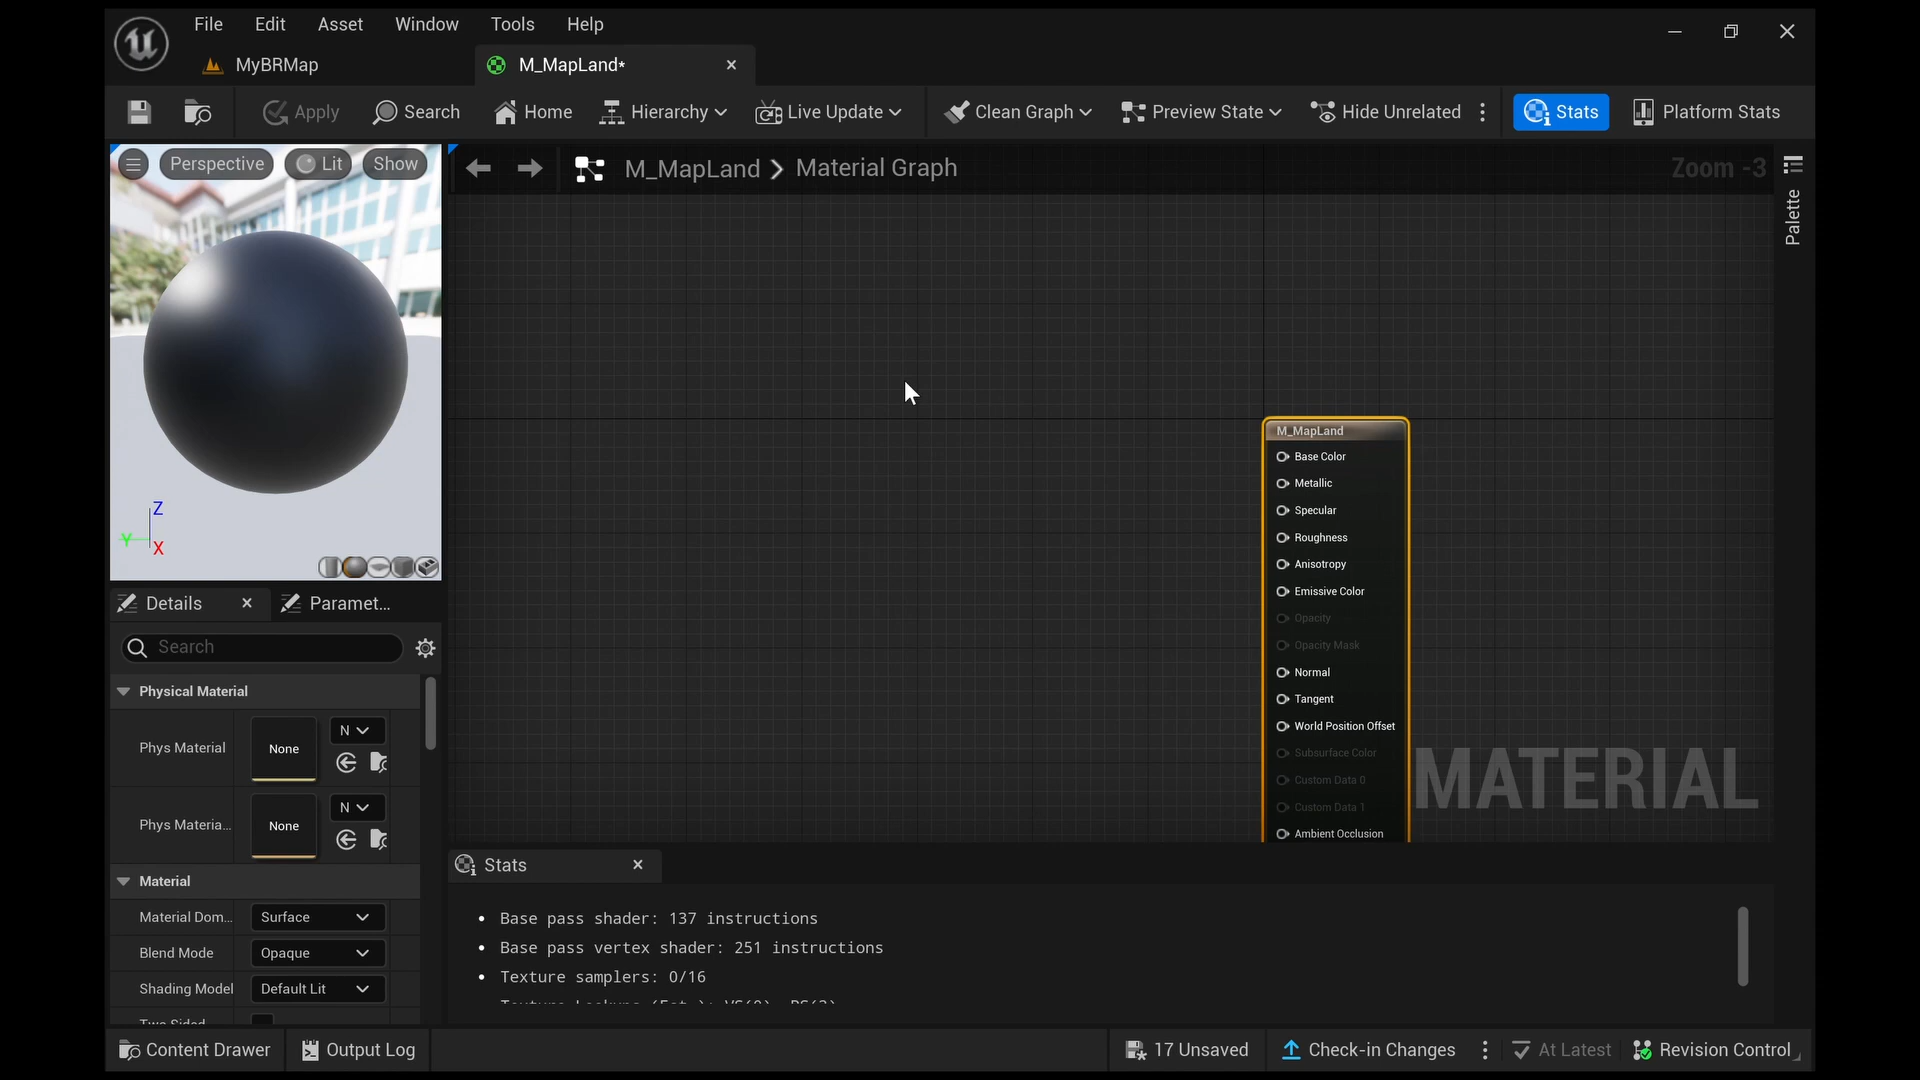 File Edit Asset Window Tools Help
MyBRMap M_MapLand*
Apply Search Home Hierarchy Live Update Clean Graph Preview State Hide Unrelated Stats Platform Stats
Perspective Lit Show
M_MapLand Material Graph
Zoom -3
Palette
Z
Y
X
M_MapLand
Base Color
Metallic
Specular
Roughness
Anisotropy
Emissive Color
Opacity
Opacity Mask
Normal
Tangent
World Position Offset
Subsurface Color
Custom Data 0
Custom Data 1
Ambient Occlusion
MATERIAL
Details Paramet...
Search
Physical Material
Phys Material None N
Phys Materia... None N
Material
Material Dom... Surface
Blend Mode Opaque
Shading Model Default Lit
Two Sided
Stats
• Base pass shader: 137 instructions
• Base pass vertex shader: 251 instructions
• Texture samplers: 0/16
Content Drawer Output Log 17 Unsaved Check-in Changes At Latest Revision Control